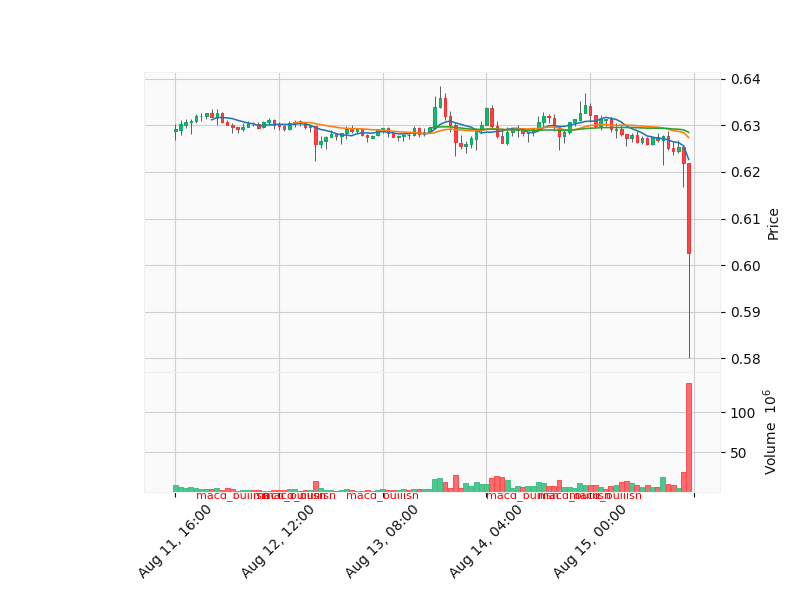 0.64
0.63
0.62
0.61
0.60
0.59
0.58
Price
100
50
Volume 10^6
macd_bullish
macd_bullish
macd_bullish
Aug 11, 16:00
Aug 12, 12:00
Aug 13, 08:00
Aug 14, 04:00
Aug 15, 00:00